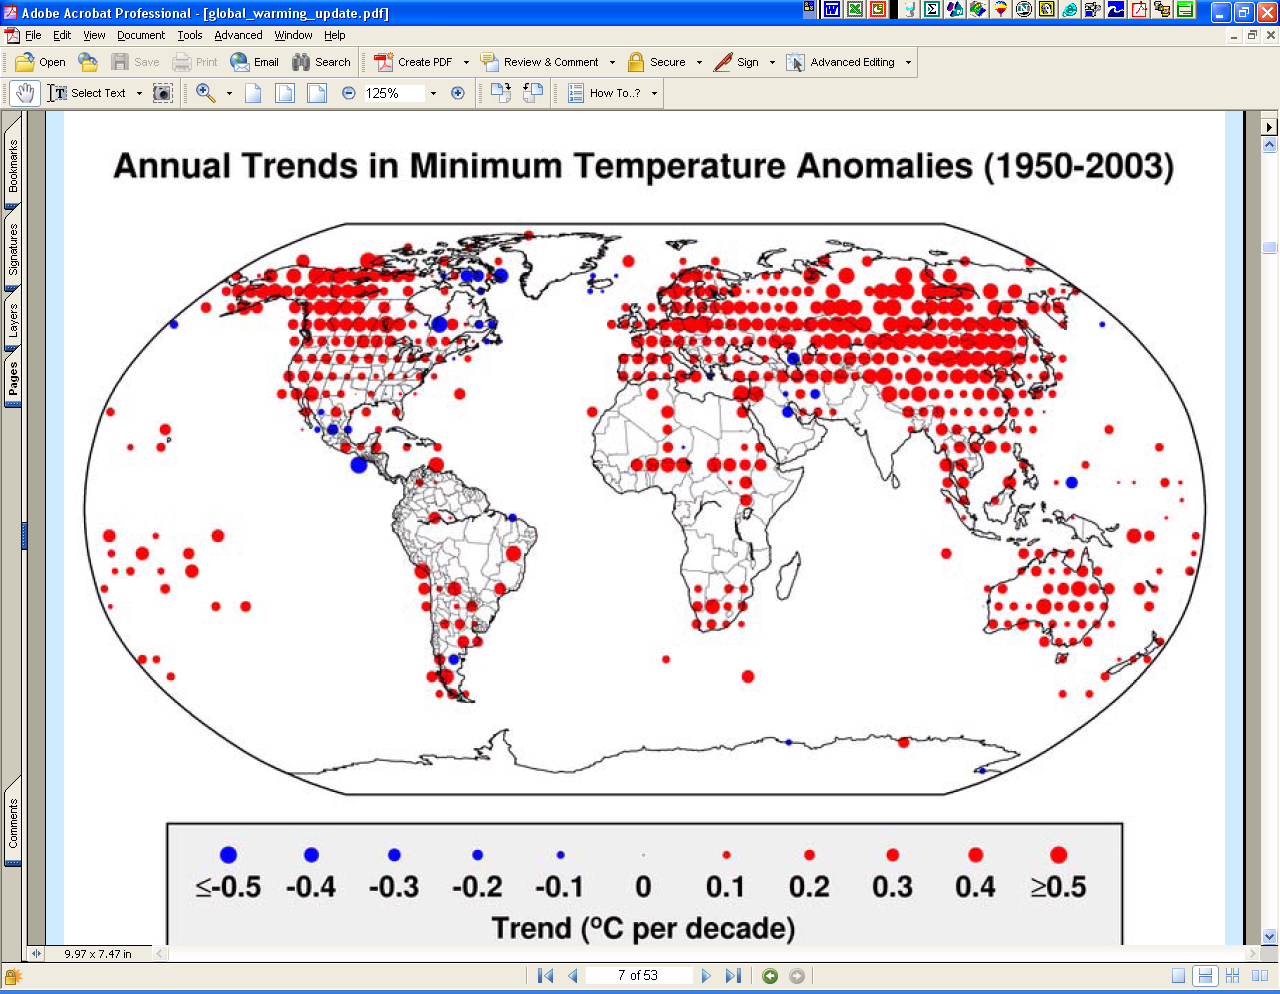 Adobe Acrobat Professional - [global_warming_update.pdf]
File Edit View Document Tools Advanced Window Help
Open Save Print Email Search Create PDF Review & Comment Secure Sign Advanced Editing
Select Text 125% How To..?
Bookmarks
Signatures
Layers
Pages
Comments
Annual Trends in Minimum Temperature Anomalies (1950-2003)
≤-0.5 -0.4 -0.3 -0.2 -0.1 0 0.1 0.2 0.3 0.4 ≥0.5
Trend (ºC per decade)
9.97 x 7.47 in
7 of 53